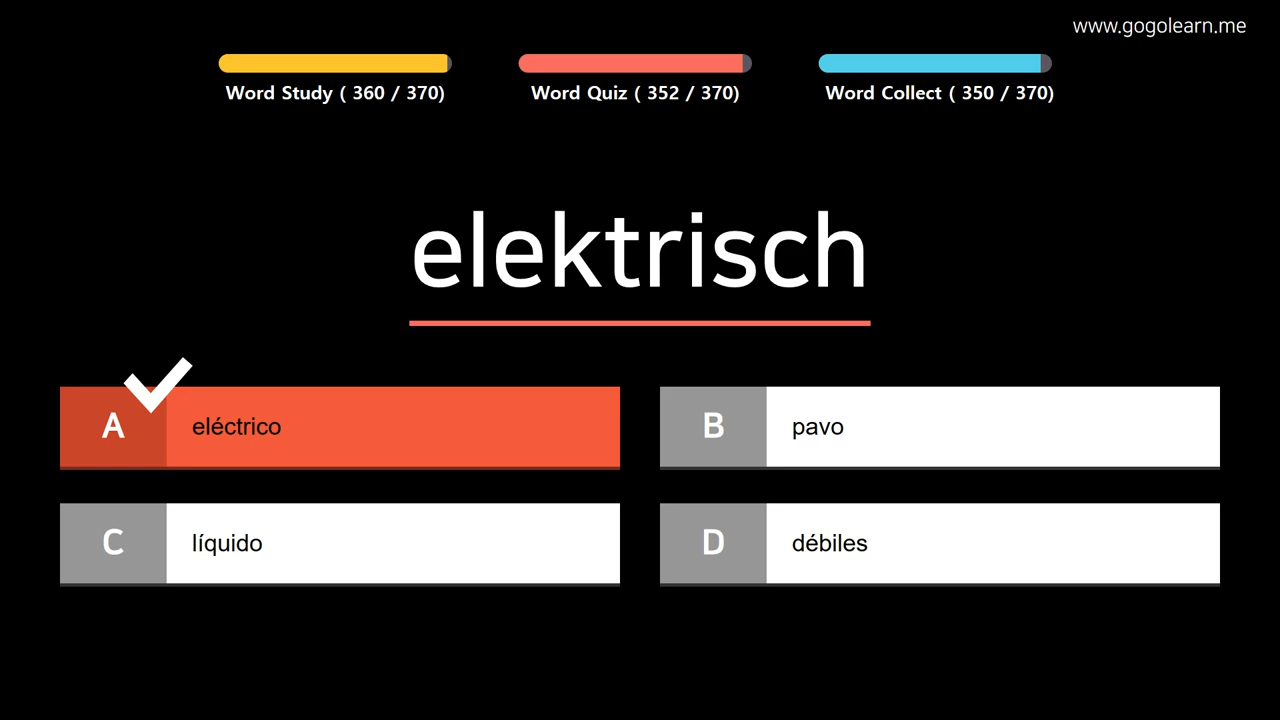 www.gogolearn.me
Word Study ( 360 / 370)
Word Quiz ( 352 / 370)
Word Collect ( 350 / 370)
elektrisch
A eléctrico
B pavo
C líquido
D débiles